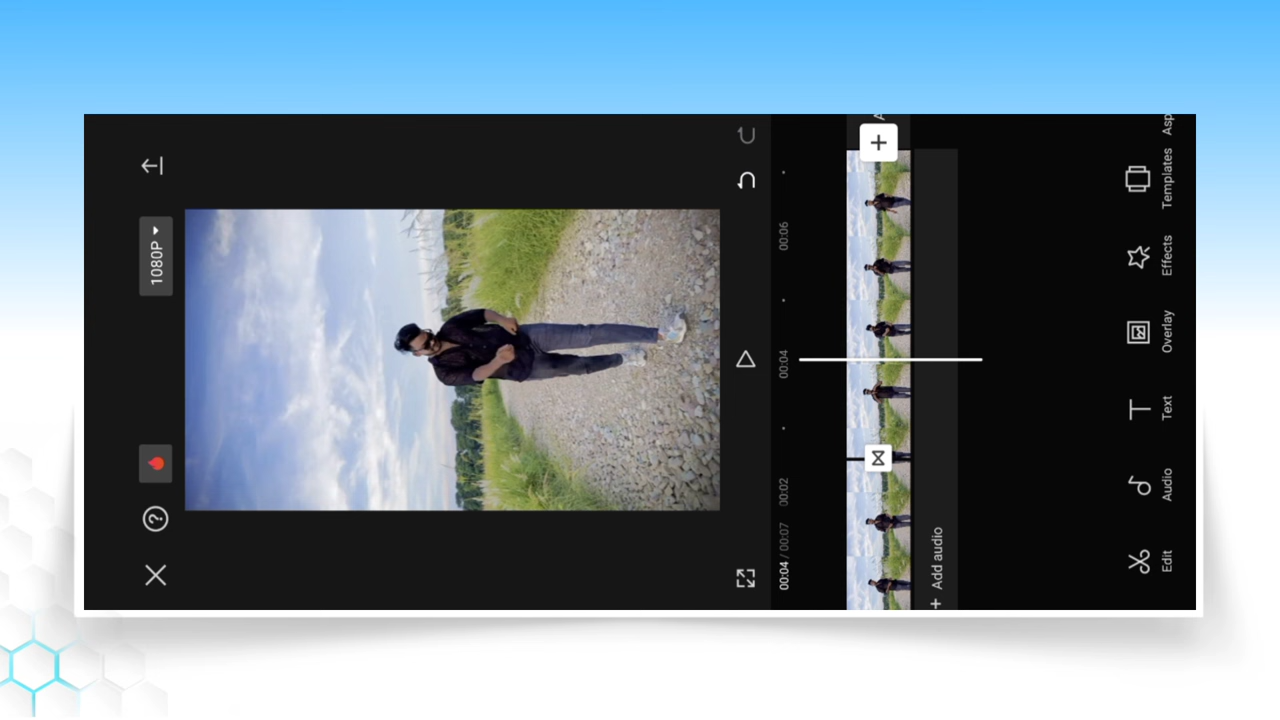 1080P
00:04 / 00:07
00:02
00:04
00:06
+ Add audio
Edit
Audio
Text
Overlay
Effects
Templates
Asp